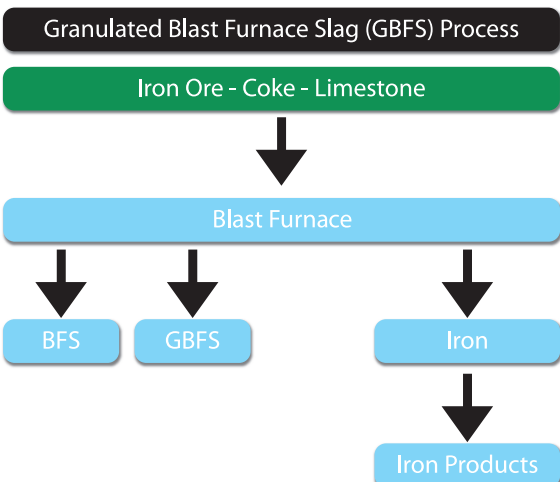 Granulated Blast Furnace Slag (GBFS) Process
Iron Ore - Coke - Limestone
Blast Furnace
BFS
GBFS
Iron
Iron Products